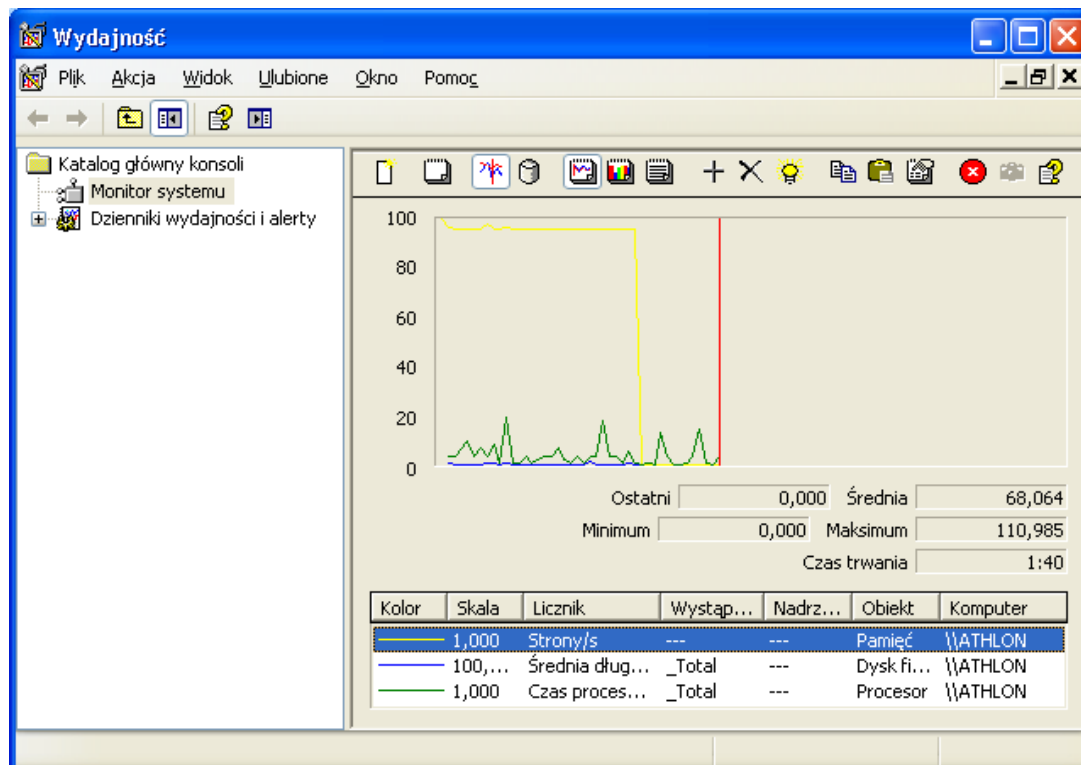 Wydajność
Plik Akcja Widok Ulubione Okno Pomoc
Katalog główny konsoli
Monitor systemu
Dzienniki wydajności i alerty
100
80
60
40
20
0
Ostatni 0,000 Średnia 68,064
Minimum 0,000 Maksimum 110,985
Czas trwania 1:40
Kolor Skala Licznik Wystąp... Nadrz... Obiekt Komputer
1,000 Strony/s --- --- Pamięć \\ATHLON
100,... Średnia dług... _Total --- Dysk fi... \\ATHLON
1,000 Czas proces... _Total --- Procesor \\ATHLON